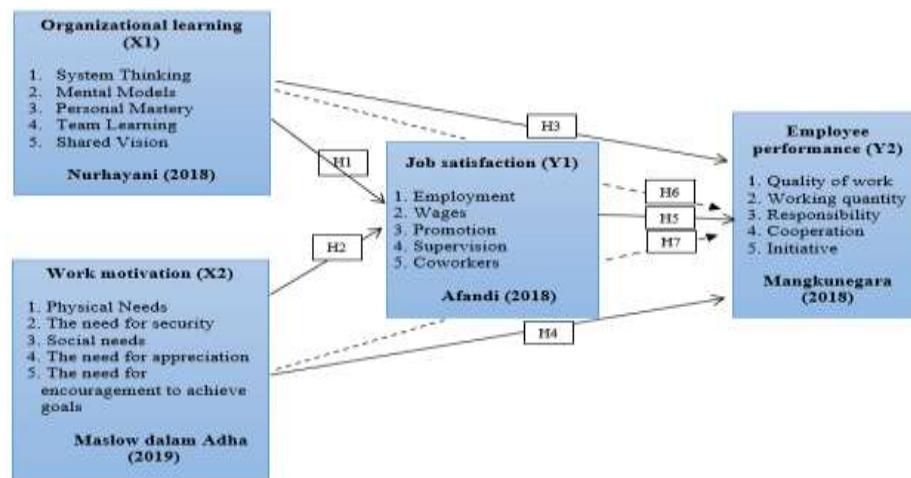 Organizational learning
(X1)
1. System Thinking
2. Mental Models
3. Personal Mastery
4. Team Learning
5. Shared Vision
Nurhayani (2018)
H1
H3
Job satisfaction (Y1)
1. Employment
2. Wages
3. Promotion
4. Supervision
5. Coworkers
Afandi (2018)
H2
H6
H5
H7
H4
Employee
performance (Y2)
1. Quality of work
2. Working quantity
3. Responsibility
4. Cooperation
5. Initiative
Mangkunegara
(2018)
Work motivation (X2)
1. Physical Needs
2. The need for security
3. Social needs
4. The need for appreciation
5. The need for
encouragement to achieve
goals
Maslow dalam Adha
(2019)